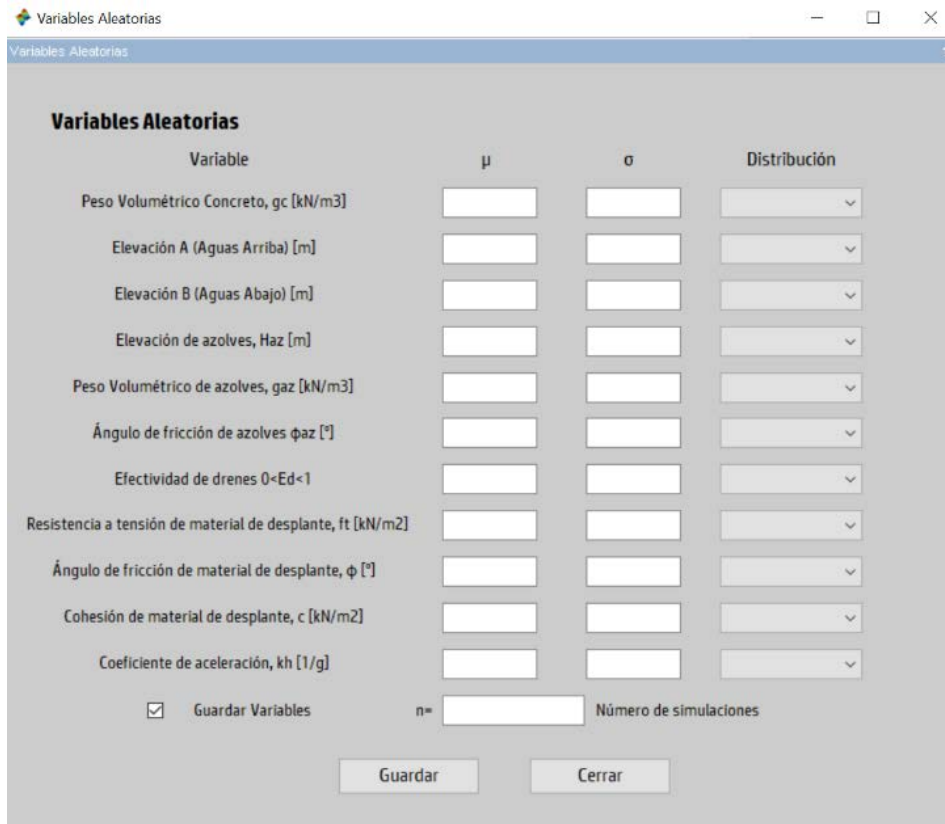 Variables Aleatorias
Variables Aleatorias
Variables Aleatorias
Variable μ σ Distribución
Peso Volumétrico Concreto, gc [kN/m3]
Elevación A (Aguas Arriba) [m]
Elevación B (Aguas Abajo) [m]
Elevación de azolves, Haz [m]
Peso Volumétrico de azolves, gaz [kN/m3]
Ángulo de fricción de azolves φaz [°]
Efectividad de drenes 0<Ed<1
Resistencia a tensión de material de desplante, ft [kN/m2]
Ángulo de fricción de material de desplante, φ [°]
Cohesión de material de desplante, c [kN/m2]
Coeficiente de aceleración, kh [1/g]
Guardar Variables n= Número de simulaciones
Guardar Cerrar